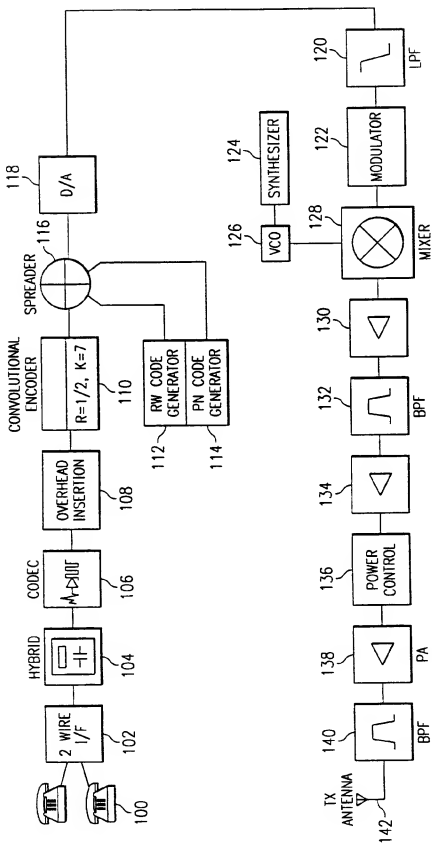 100
2 WIRE
I/F
102
HYBRID
104
CODEC
106
OVERHEAD
INSERTION
108
CONVOLUTIONAL
ENCODER
R=1/2, K=7
110
RW CODE
GENERATOR
112
PN CODE
GENERATOR
114
SPREADER
116
D/A
118
LPF
120
MODULATOR
122
SYNTHESIZER
124
VCO
126
128
MIXER
130
132
BPF
134
POWER
CONTROL
136
138
PA
140
BPF
TX
ANTENNA
142